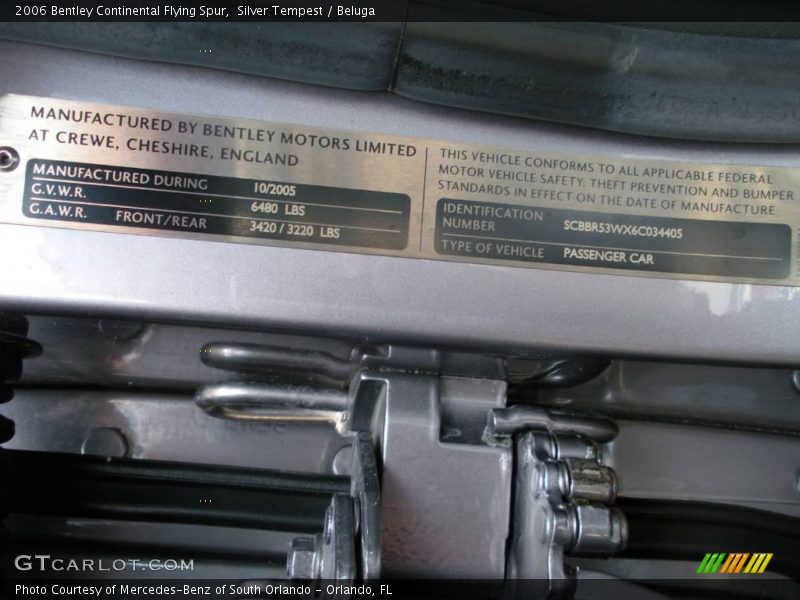 2006 Bentley Continental Flying Spur,  Silver Tempest / Beluga
MANUFACTURED BY BENTLEY MOTORS LIMITED
AT CREWE, CHESHIRE, ENGLAND
MANUFACTURED DURING 10/2005
G.V.W.R. 6480 LBS
G.A.W.R. FRONT/REAR 3420 / 3220 LBS
THIS VEHICLE CONFORMS TO ALL APPLICABLE FEDERAL
MOTOR VEHICLE SAFETY, THEFT PREVENTION AND BUMPER
STANDARDS IN EFFECT ON THE DATE OF MANUFACTURE
IDENTIFICATION
NUMBER SCBBR53WX6C034405
TYPE OF VEHICLE PASSENGER CAR
GTCARLOT.COM
Photo Courtesy of Mercedes-Benz of South Orlando - Orlando, FL